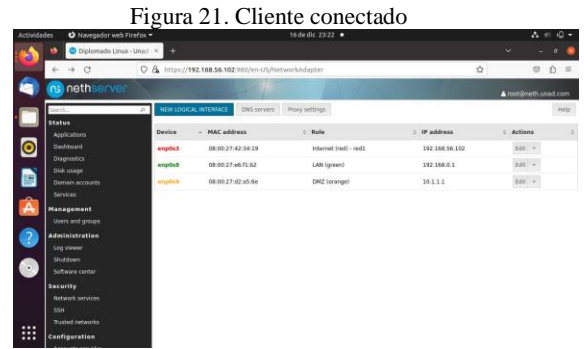 Figura 21. Cliente conectado
Actividades Navegador web Firefox 16 de dic 23:22
Diplomado Linux - Unad
https://192.168.56.102:980/en-US/NetworkAdapter
ns nethserver
root@neth.unad.com
Search...
NEW LOGICAL INTERFACE DNS servers Proxy settings Help
Status
Applications
Dashboard
Diagnostics
Disk usage
Domain accounts
Services
Management
Users and groups
Administration
Log viewer
Shutdown
Software center
Security
Network services
SSH
Trusted networks
Configuration
Device MAC address Role IP address Actions
enp0s3 08:00:27:42:34:19 Internet (red) - red1 192.168.56.102 Edit
enp0s8 08:00:27:e6:f1:b2 LAN (green) 192.168.0.1 Edit
enp0s9 08:00:27:d2:a5:6e DMZ (orange) 10.1.1.1 Edit